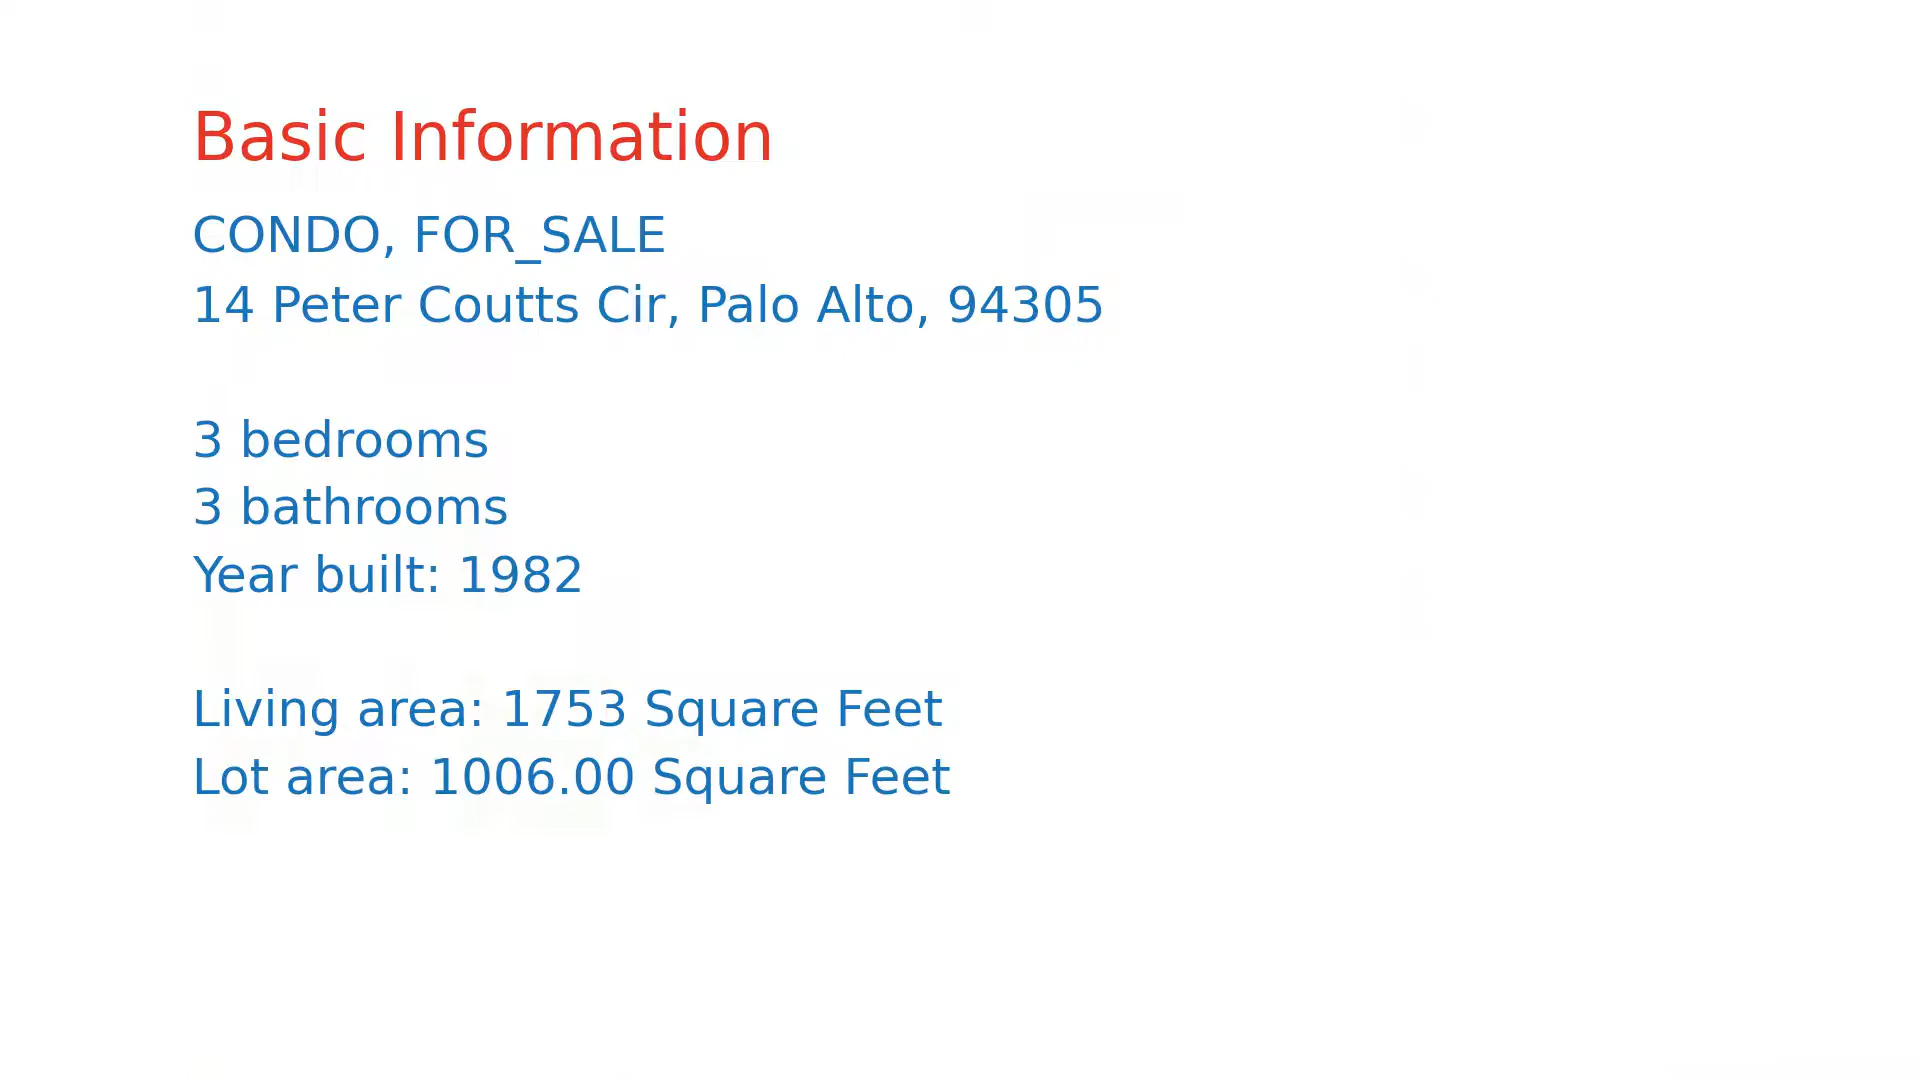 Basic Information
CONDO, FOR_SALE
14 Peter Coutts Cir, Palo Alto, 94305
3 bedrooms
3 bathrooms
Year built: 1982
Living area: 1753 Square Feet
Lot area: 1006.00 Square Feet